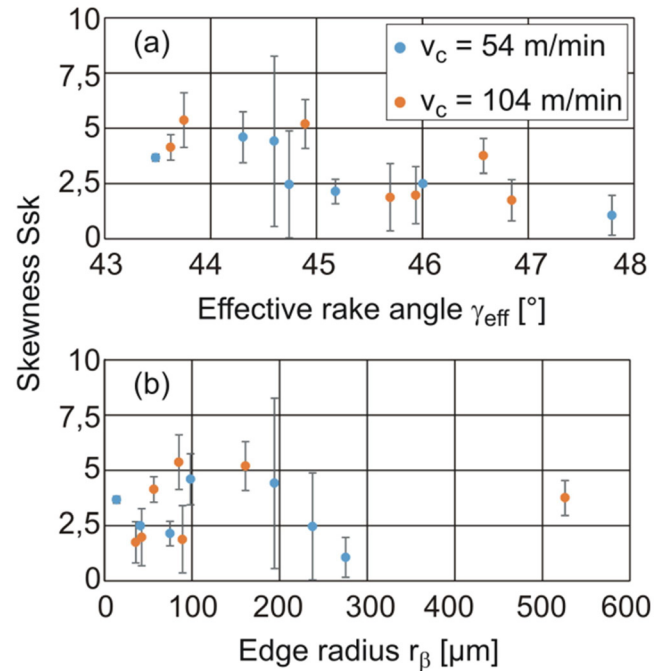 Skewness Ssk
(a)
v_c = 54 m/min
v_c = 104 m/min
10
7,5
5
2,5
0
43 44 45 46 47 48
Effective rake angle γ_eff [°]
(b)
10
7,5
5
2,5
0
0 100 200 300 400 500 600
Edge radius r_β [µm]